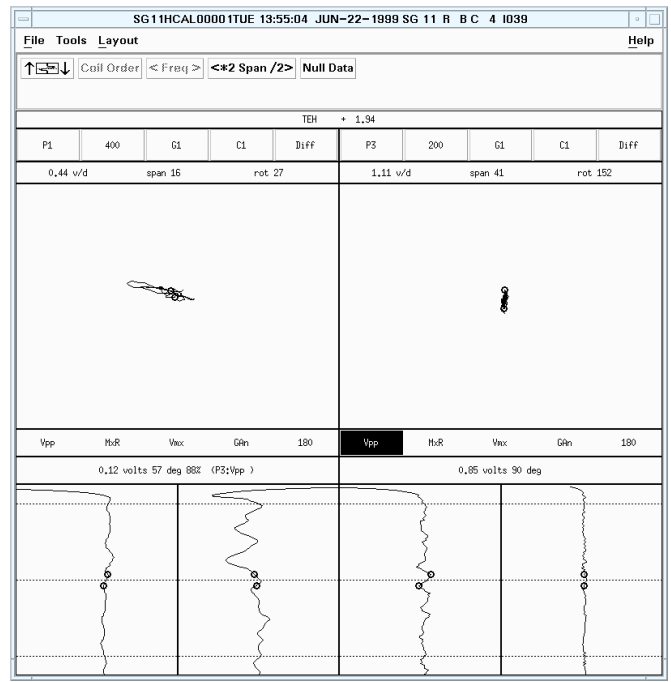 SG11HCAL00001TUE 13:55:04 JUN-22-1999 SG 11 R B C 4 I039
File Tools Layout Help
Coil Order < Freq > <*2 Span /2> Null Data
TEH + 1.94
P1 400 G1 C1 Diff P3 200 G1 C1 Diff
0.44 v/d span 16 rot 27 1.11 v/d span 41 rot 152
Vpp MxR Vmx GAn 180 Vpp MxR Vmx GAn 180
0.12 volts 57 deg 88% (P3:Vpp ) 0.85 volts 90 deg